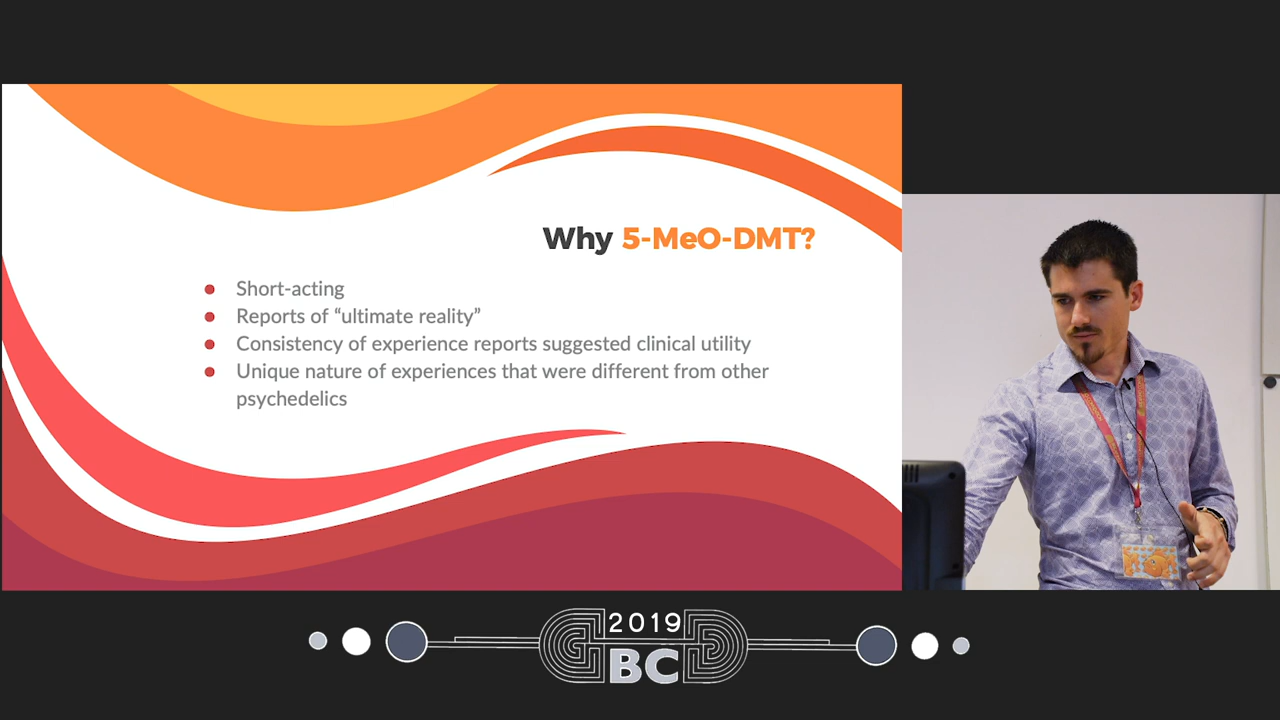 Why 5-MeO-DMT?
Short-acting
Reports of “ultimate reality”
Consistency of experience reports suggested clinical utility
Unique nature of experiences that were different from other
psychedelics
2019
BC